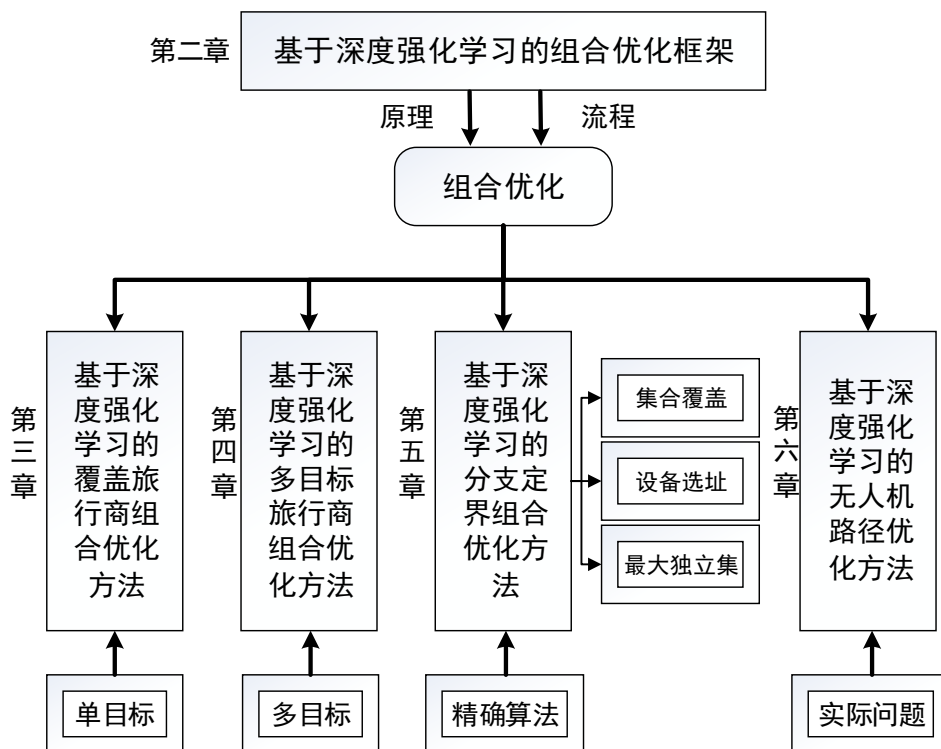 第二章
基于深度强化学习的组合优化框架
原理
流程
组合优化
第三章
基于深
度强化
学习的
覆盖旅
行商组
合优化
方法
第四章
基于深
度强化
学习的
多目标
旅行商
组合优
化方法
第五章
基于深
度强化
学习的
分支定
界组合
优化方
法
集合覆盖
设备选址
最大独立集
第六章
基于深
度强化
学习的
无人机
路径优
化方法
单目标
多目标
精确算法
实际问题